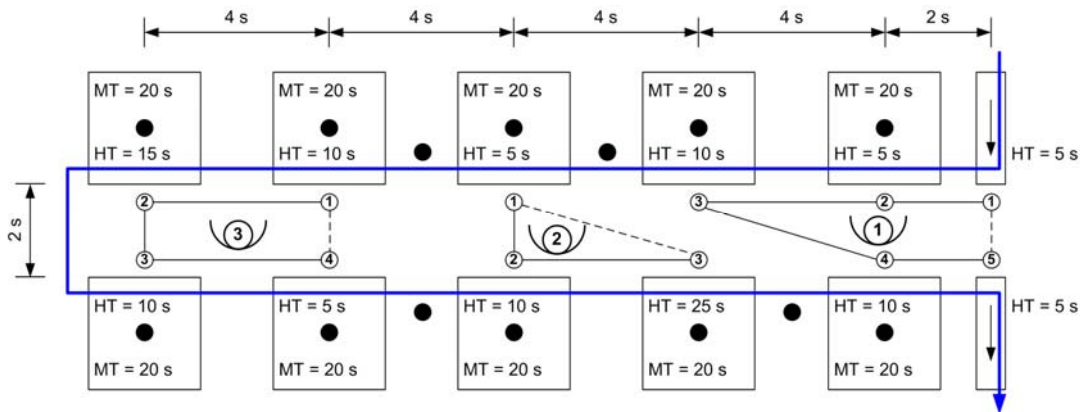 4 s 4 s 4 s 4 s 2 s
MT = 20 s MT = 20 s MT = 20 s MT = 20 s MT = 20 s
HT = 15 s HT = 10 s HT = 5 s HT = 10 s HT = 5 s HT = 5 s
2 1 1 3 2 1
2 s
3 2 1
3 4 2 3 4 5
HT = 10 s HT = 5 s HT = 10 s HT = 25 s HT = 10 s HT = 5 s
MT = 20 s MT = 20 s MT = 20 s MT = 20 s MT = 20 s